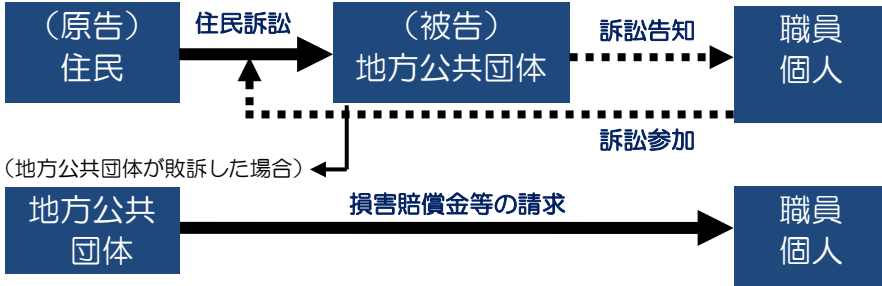 （原告）
住民
住民訴訟
（被告）
地方公共団体
訴訟告知
職員
個人
訴訟参加
（地方公共団体が敗訴した場合）
地方公共
団体
損害賠償金等の請求
職員
個人